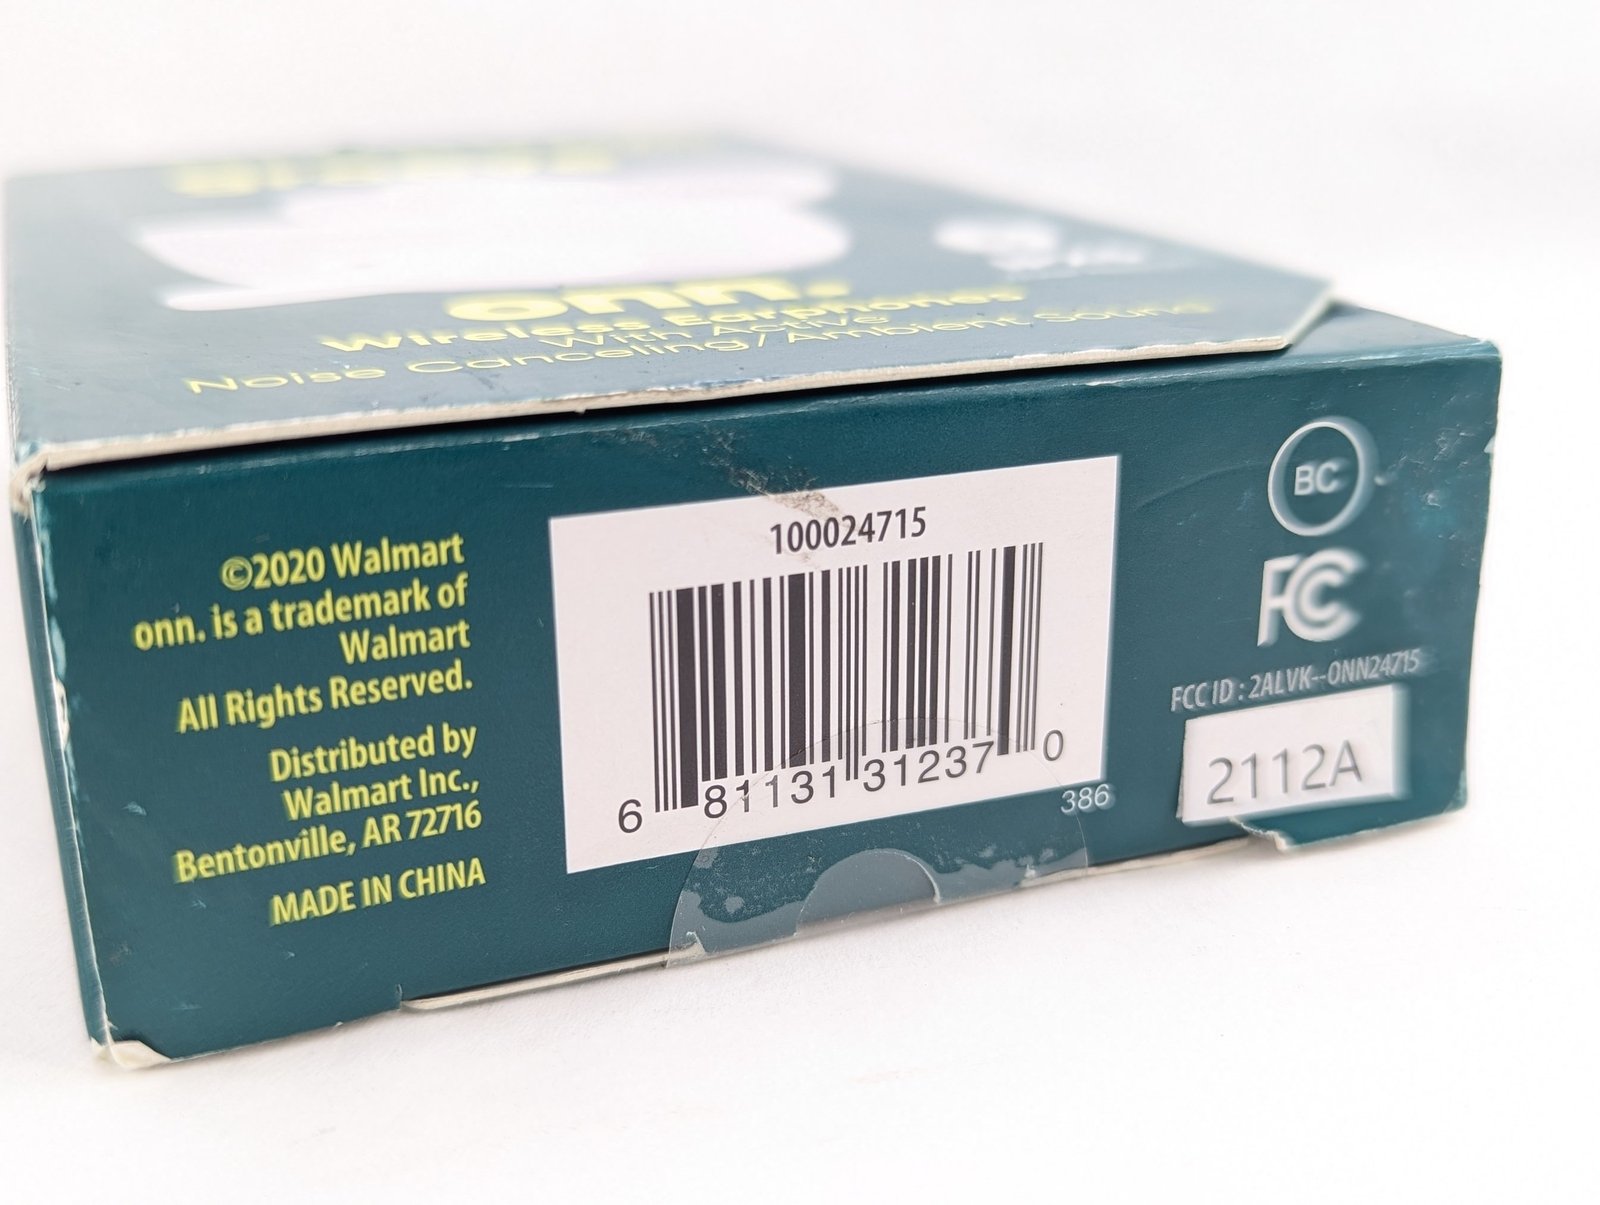 onn.
Wireless Earphones
With Active
Noise Canceling/Ambient Sound
©2020 Walmart
onn. is a trademark of
Walmart
All Rights Reserved.
Distributed by
Walmart Inc.,
Bentonville, AR 72716
MADE IN CHINA
100024715
6 81131 31237 0
386
BC
FC
FCC ID : 2ALVK--ONN24715
2112A